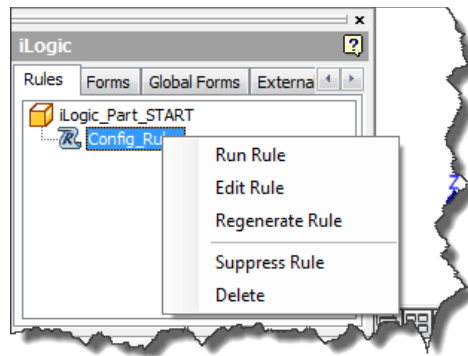 iLogic
Rules Forms Global Forms Externa
iLogic_Part_START
Config_Ru
Run Rule
Edit Rule
Regenerate Rule
Suppress Rule
Delete
Z